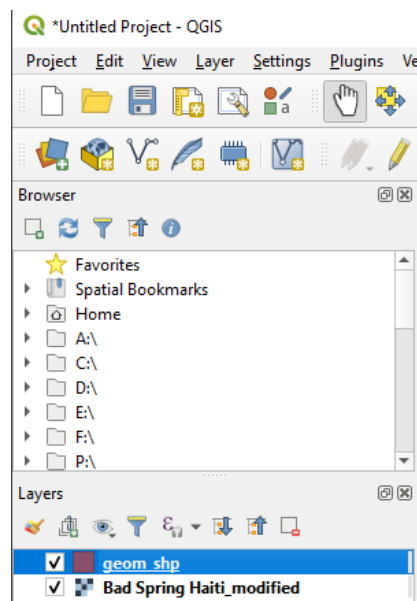 *Untitled Project - QGIS
Project Edit View Layer Settings Plugins Ve
a
Browser
Favorites
Spatial Bookmarks
Home
A:\
C:\
D:\
E:\
F:\
P:\
Layers
geom_shp
Bad Spring Haiti_modified